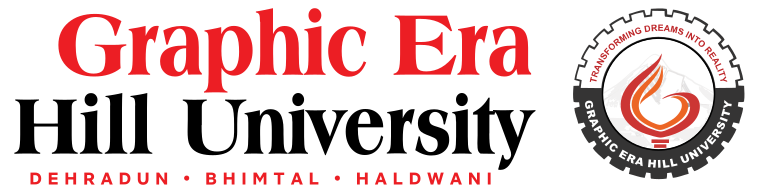 Graphic Era
Hill University
DEHRADUN • BHIMTAL • HALDWANI
TRANSFORMING DREAMS INTO REALITY
GRAPHIC ERA HILL UNIVERSITY